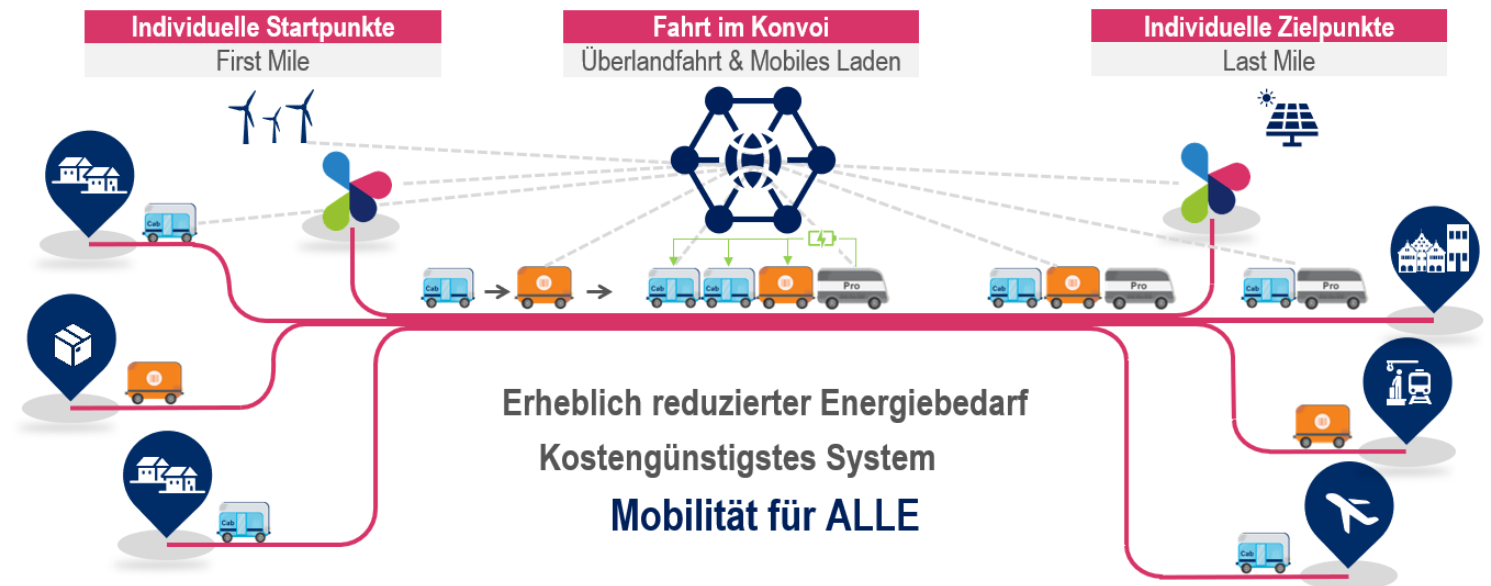 Individuelle Startpunkte
First Mile
Fahrt im Konvoi
Überlandfahrt & Mobiles Laden
Individuelle Zielpunkte
Last Mile
Cab
Cab
Cab
Cab
Pro
Cab
Pro
Cab
Pro
Erheblich reduzierter Energiebedarf
Kostengünstigstes System
Mobilität für ALLE
Cab
Cab